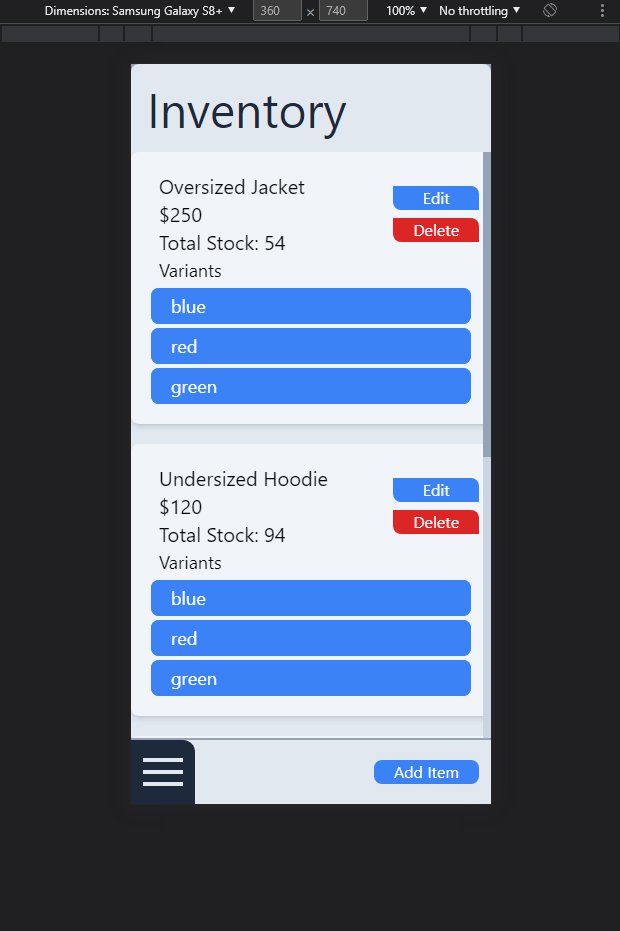 Dimensions: Samsung Galaxy S8+ ▼ 360 × 740 100% ▼ No throttling ▼
Inventory
Oversized Jacket
Edit
$250
Delete
Total Stock: 54
Variants
blue
red
green
Undersized Hoodie
Edit
$120
Delete
Total Stock: 94
Variants
blue
red
green
Add Item